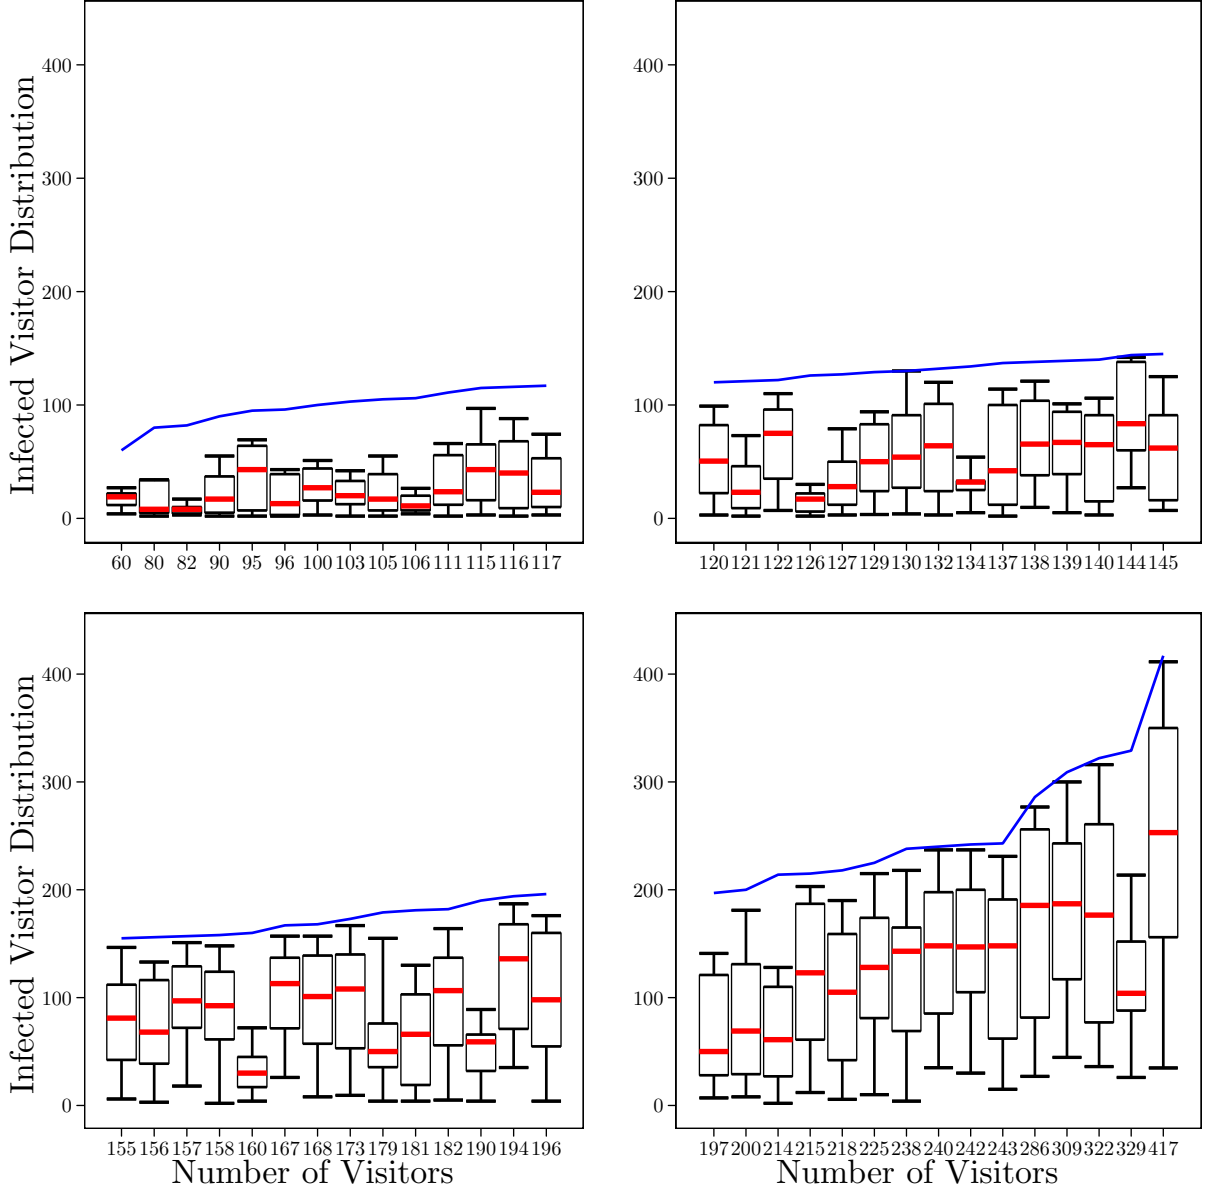 Infected Visitor Distribution
400
300
200
100
0
60 80 82 90 95 96 100 103 105 106 111 115 116 117
400
300
200
100
0
120 121 122 126 127 129 130 132 134 137 138 139 140 144 145
Infected Visitor Distribution
400
300
200
100
0
155 156 157 158 160 167 168 173 179 181 182 190 194 196
Number of Visitors
400
300
200
100
0
197 200 214 215 218 225 238 240 242 243 286 309 322 329 417
Number of Visitors